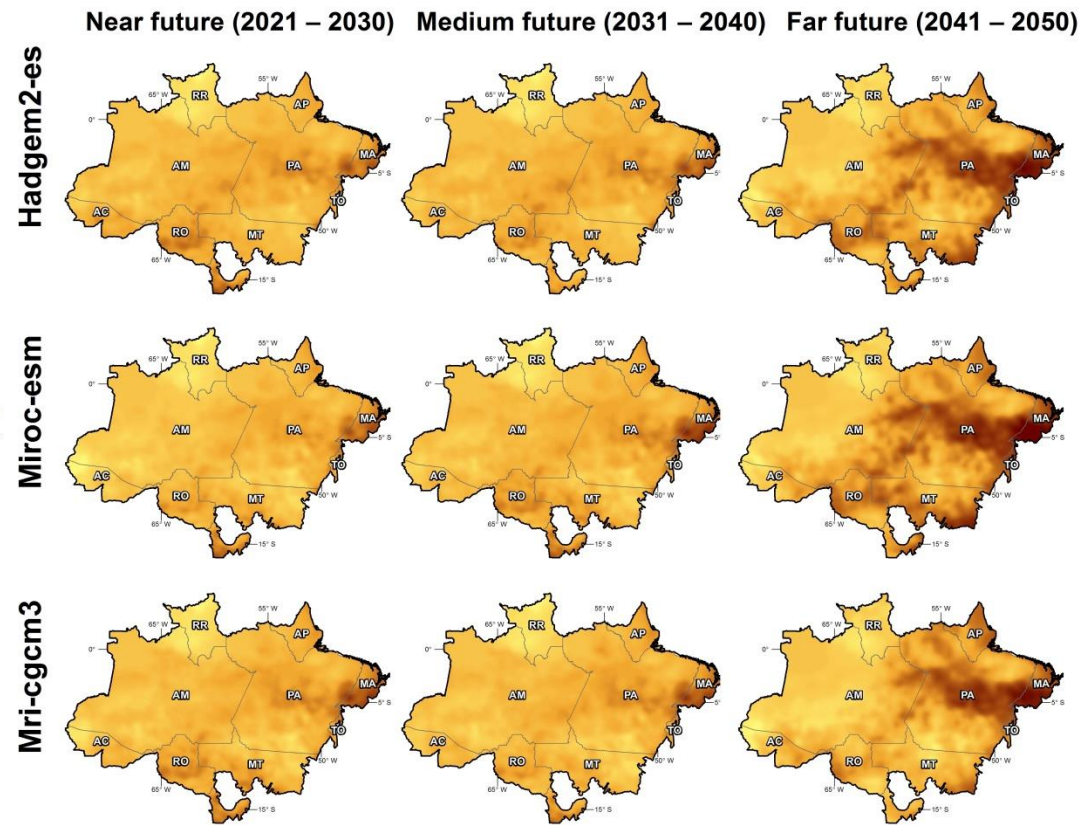 Near future (2021 – 2030) Medium future (2031 – 2040) Far future (2041 – 2050)
Hadgem2-es
55° W 55° W 55° W
65° W RR AP 65° W RR AP 65° W RR AP
0° 0° 0°
AM PA MA AM PA MA AM PA MA
5° S 5° S 5° S
AC TO AC TO AC TO
RO MT 50° W RO MT 50° W RO MT 50° W
65° W 65° W 65° W
15° S 15° S 15° S
Miroc-esm
55° W 55° W 55° W
65° W RR AP 65° W RR AP 65° W RR AP
0° 0° 0°
AM PA MA AM PA MA AM PA MA
5° S 5° S 5° S
AC TO AC TO AC TO
RO MT 50° W RO MT 50° W RO MT 50° W
65° W 65° W 65° W
15° S 15° S 15° S
Mri-cgcm3
55° W 55° W 55° W
65° W RR AP 65° W RR AP 65° W RR AP
0° 0° 0°
AM PA MA AM PA MA AM PA MA
5° S 5° S 5° S
AC TO AC TO AC TO
RO MT 50° W RO MT 50° W RO MT 50° W
65° W 65° W 65° W
15° S 15° S 15° S